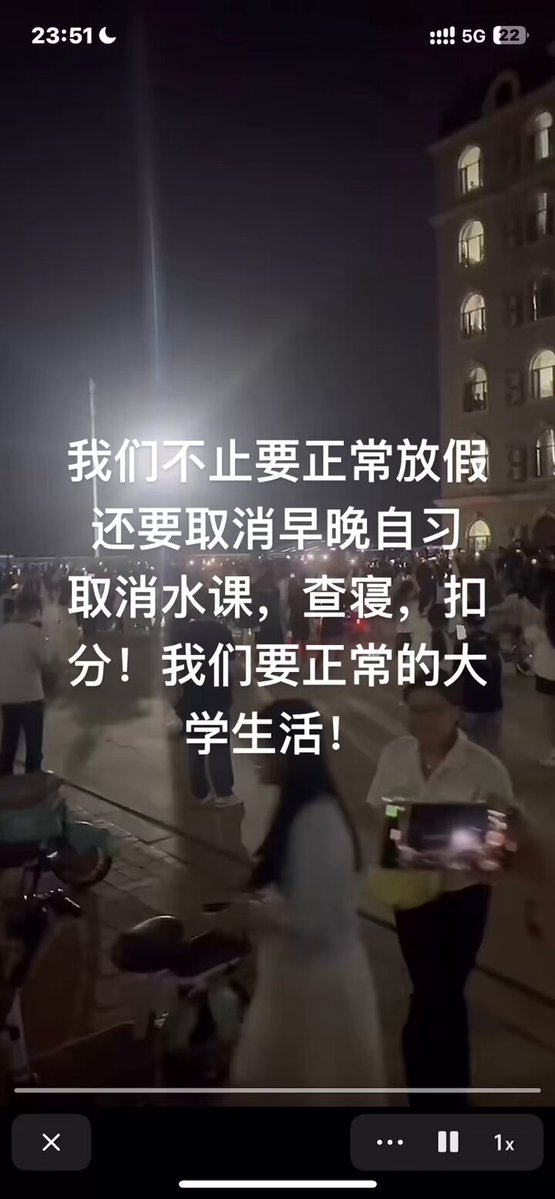 23:51
5G
22
我们不止要正常放假
还要取消早晚自习
取消水课，查寝，扣
分！我们要正常的大
学生活！
1x